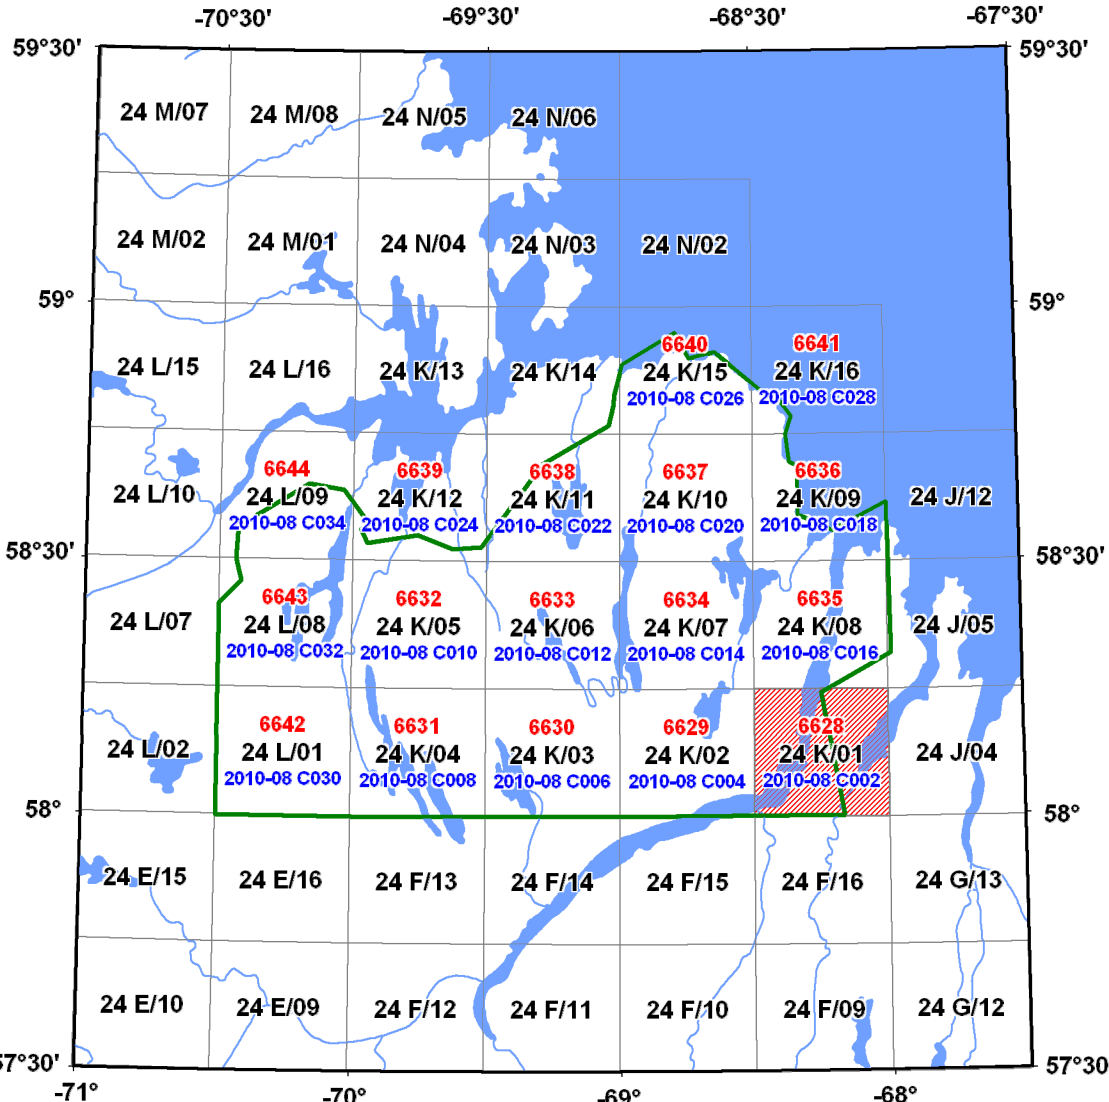 -70°30' -69°30' -68°30' -67°30'
59°30' 59°30'
24 M/07 24 M/08 24 N/05 24 N/06
24 M/02 24 M/01 24 N/04 24 N/03 24 N/02
59° 59°
6640 6641
24 L/15 24 L/16 24 K/13 24 K/14 24 K/15 24 K/16
2010-08 C026 2010-08 C028
6644 6639 6638 6637 6636
24 L/10 24 L/09 24 K/12 24 K/11 24 K/10 24 K/09 24 J/12
2010-08 C034 2010-08 C024 2010-08 C022 2010-08 C020 2010-08 C018
58°30' 58°30'
6643 6632 6633 6634 6635
24 L/07 24 L/08 24 K/05 24 K/06 24 K/07 24 K/08 24 J/05
2010-08 C032 2010-08 C010 2010-08 C012 2010-08 C014 2010-08 C016
6642 6631 6630 6629 6628
24 L/02 24 L/01 24 K/04 24 K/03 24 K/02 24 K/01 24 J/04
2010-08 C030 2010-08 C008 2010-08 C006 2010-08 C004 2010-08 C002
58° 58°
24 E/15 24 E/16 24 F/13 24 F/14 24 F/15 24 F/16 24 G/13
24 E/10 24 E/09 24 F/12 24 F/11 24 F/10 24 F/09 24 G/12
57°30' 57°30
-71° -70° -69° -68°